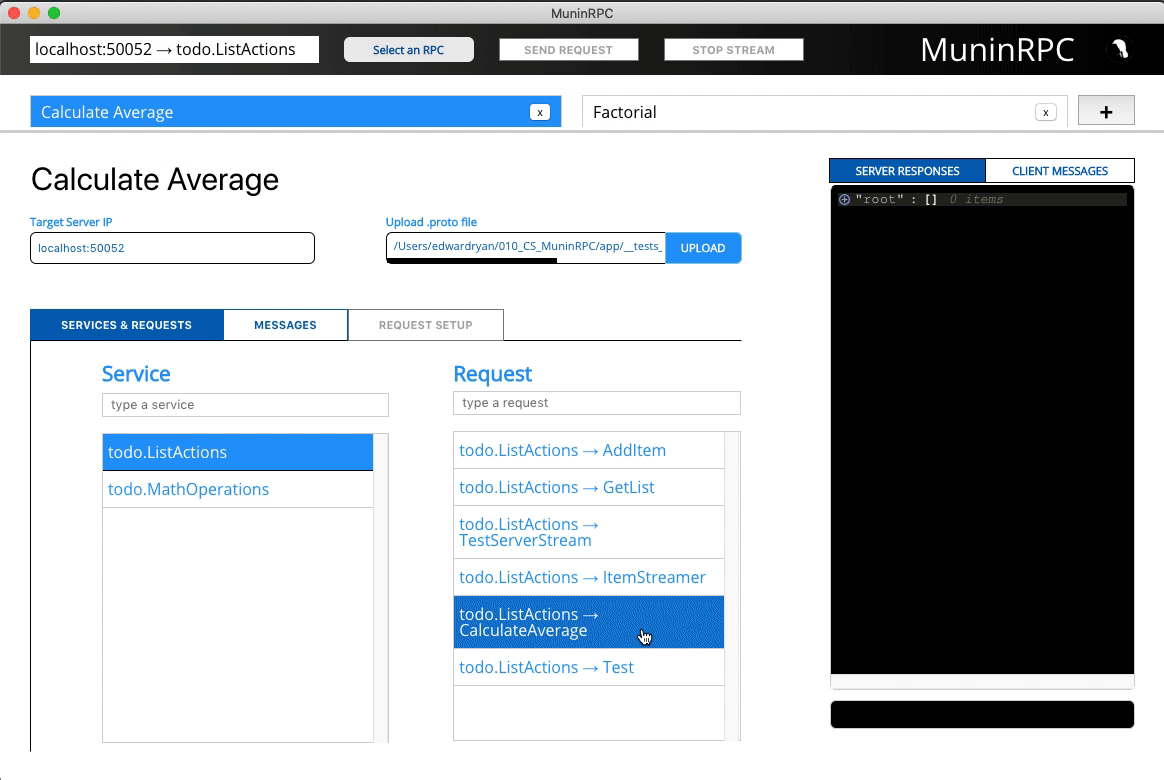 MuninRPC
localhost:50052 → todo.ListActions
Select an RPC
SEND REQUEST
STOP STREAM
MuninRPC
Calculate Average
x
Factorial
x
+
Calculate Average
Target Server IP
localhost:50052
Upload .proto file
/Users/edwardryan/010_CS_MuninRPC/app/__tests_
UPLOAD
SERVER RESPONSES
CLIENT MESSAGES
"root" : [] 0 items
SERVICES & REQUESTS
MESSAGES
REQUEST SETUP
Service
type a service
todo.ListActions
todo.MathOperations
Request
type a request
todo.ListActions → AddItem
todo.ListActions → GetList
todo.ListActions →
TestServerStream
todo.ListActions → ItemStreamer
todo.ListActions →
CalculateAverage
todo.ListActions → Test